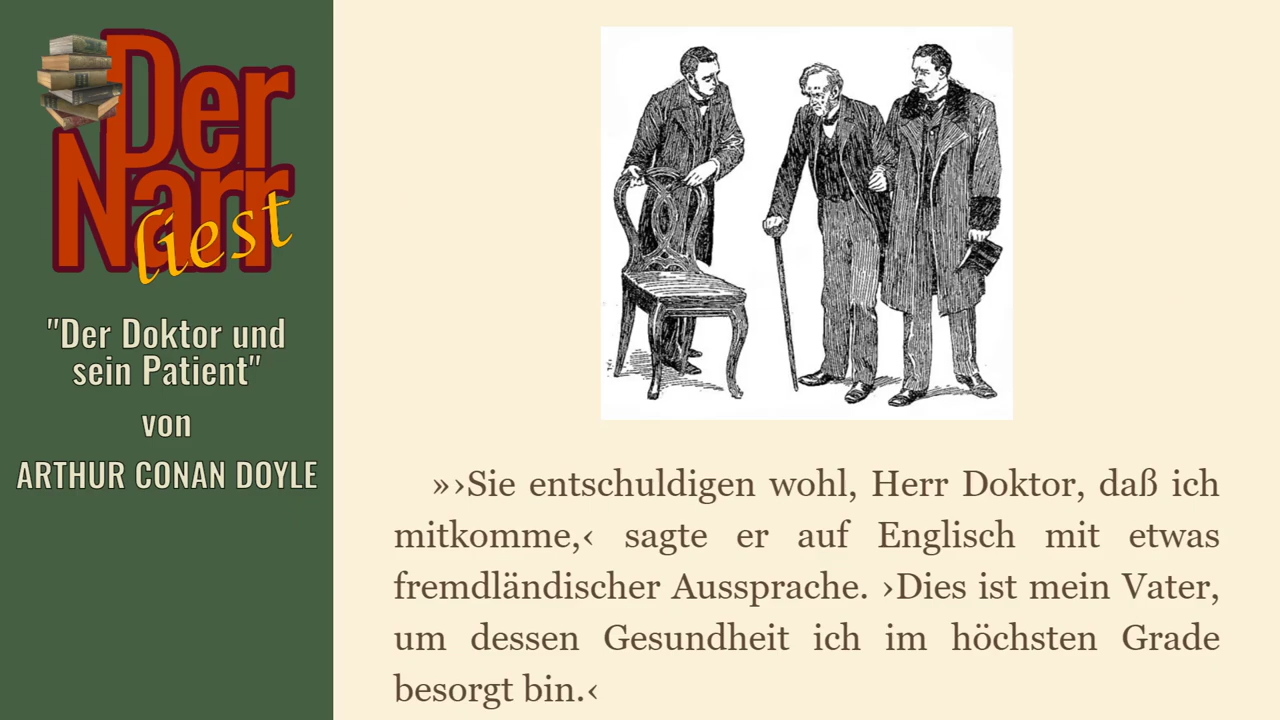 Der
Narr
liest
"Der Doktor und
sein Patient"
von
ARTHUR CONAN DOYLE
»›Sie entschuldigen wohl, Herr Doktor, daß ich
mitkomme,‹ sagte er auf Englisch mit etwas
fremdländischer Aussprache. ›Dies ist mein Vater,
um dessen Gesundheit ich im höchsten Grade
besorgt bin.‹